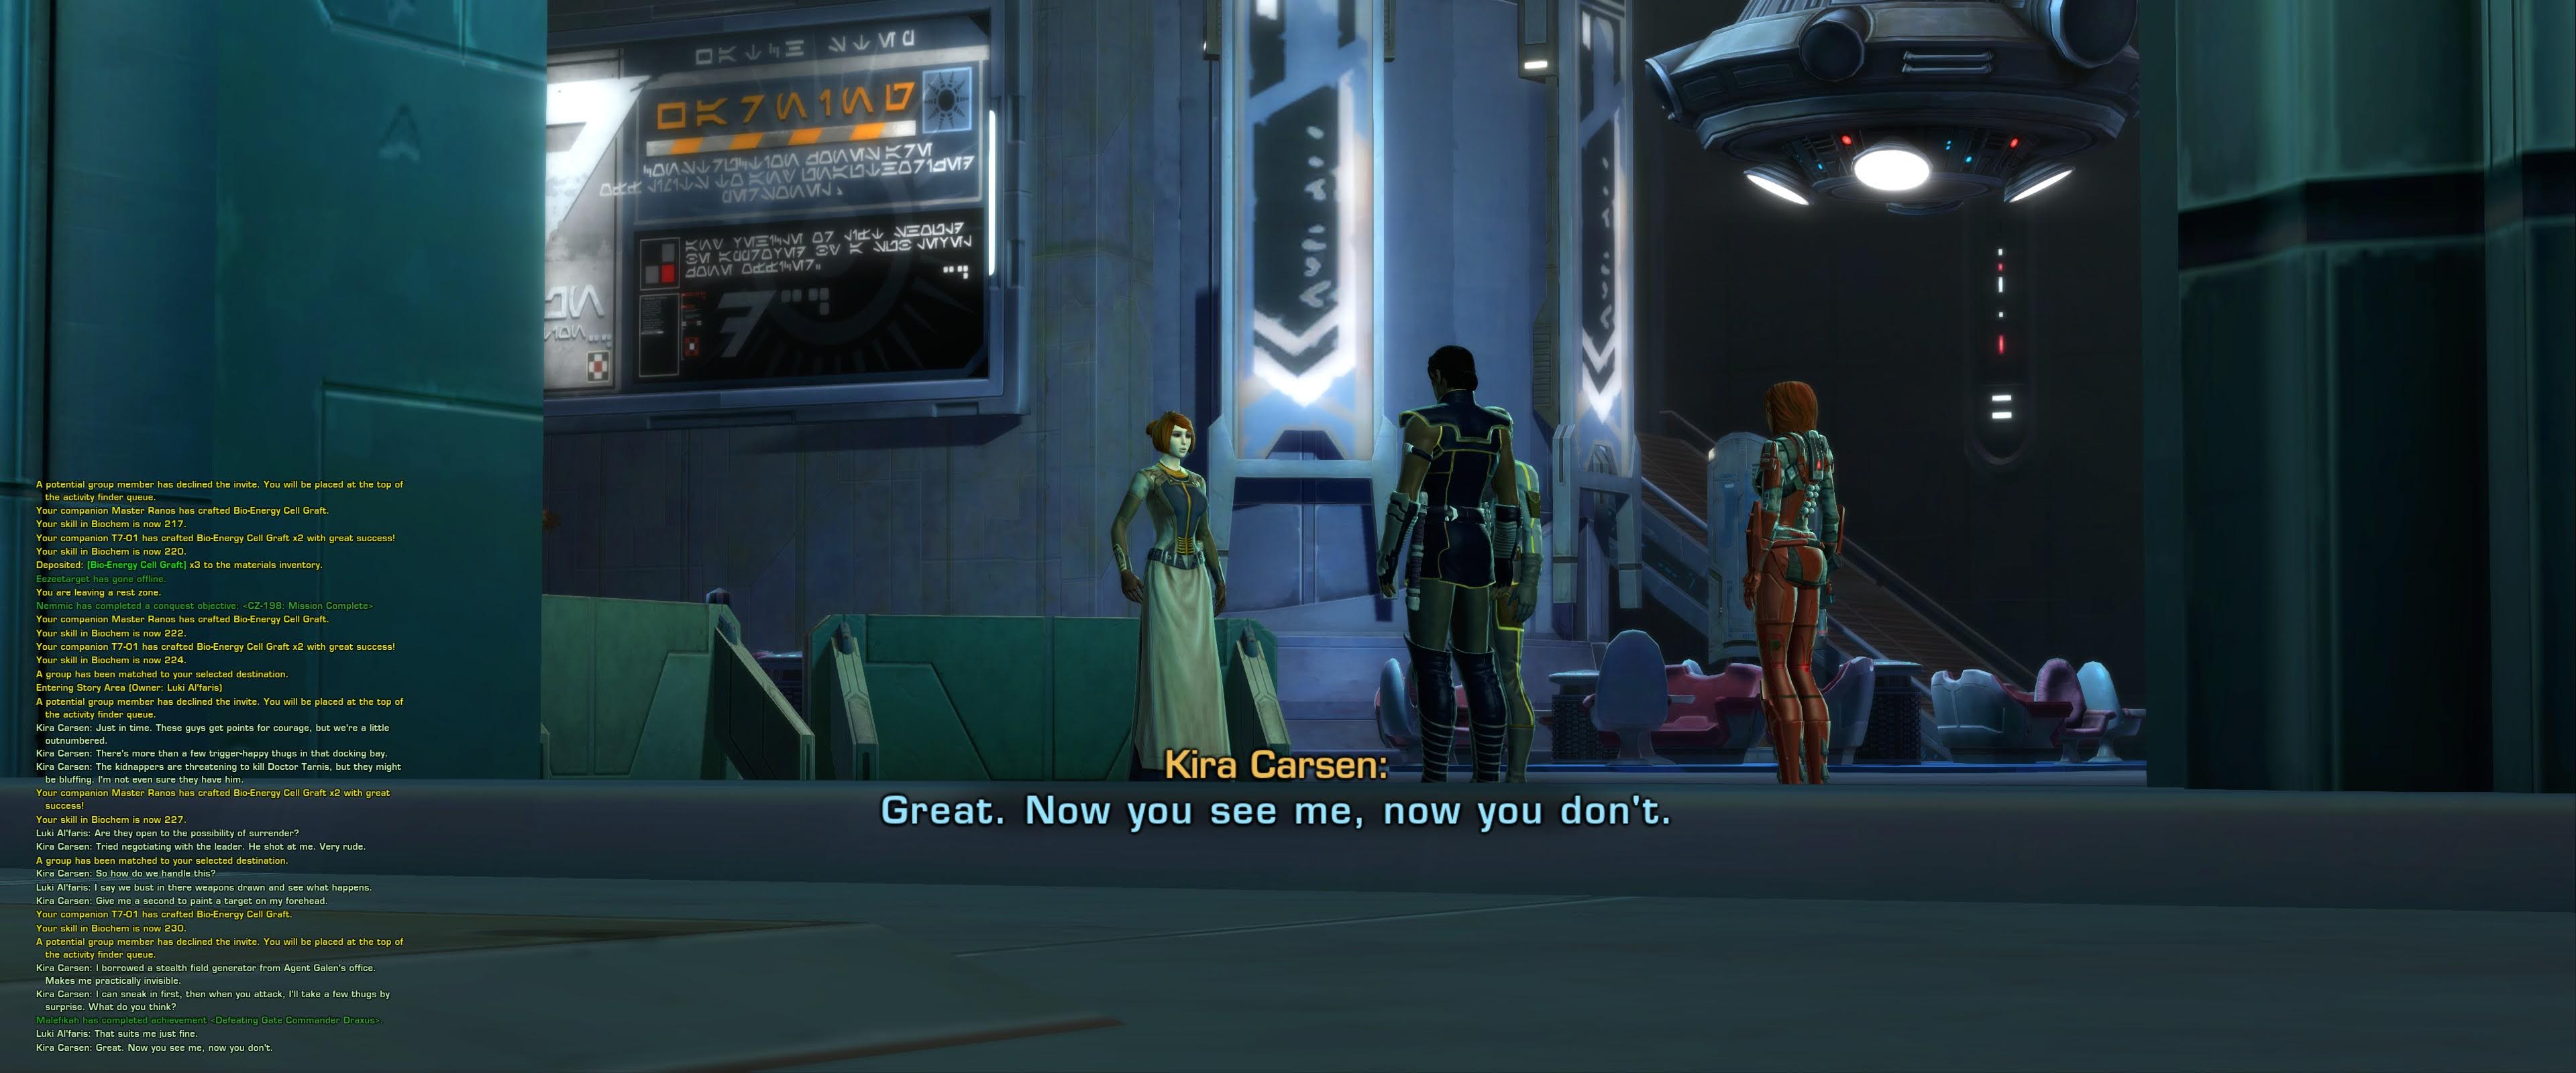 A potential group member has declined the invite. You will be placed at the top of
the activity finder queue.
Your companion Master Ranos has crafted Bio-Energy Cell Graft.
Your skill in Biochem is now 217.
Your companion T7-O1 has crafted Bio-Energy Cell Graft x2 with great success!
Your skill in Biochem is now 220.
Deposited: [Bio-Energy Cell Graft] x3 to the materials inventory.
Eezeetarget has gone offline.
You are leaving a rest zone.
Nemmic has completed a conquest objective: <CZ-198: Mission Complete>
Your companion Master Ranos has crafted Bio-Energy Cell Graft.
Your skill in Biochem is now 222.
Your companion T7-O1 has crafted Bio-Energy Cell Graft x2 with great success!
Your skill in Biochem is now 224.
A group has been matched to your selected destination.
Entering Story Area (Owner: Luki Al'faris)
A potential group member has declined the invite. You will be placed at the top of
the activity finder queue.
Kira Carsen: Just in time. These guys get points for courage, but we're a little
outnumbered.
Kira Carsen: There's more than a few trigger-happy thugs in that docking bay.
Kira Carsen: The kidnappers are threatening to kill Doctor Tarnis, but they might
be bluffing. I'm not even sure they have him.
Your companion Master Ranos has crafted Bio-Energy Cell Graft x2 with great
success!
Your skill in Biochem is now 227.
Luki Al'faris: Are they open to the possibility of surrender?
Kira Carsen: Tried negotiating with the leader. He shot at me. Very rude.
A group has been matched to your selected destination.
Kira Carsen: So how do we handle this?
Luki Al'faris: I say we bust in there weapons drawn and see what happens.
Kira Carsen: Give me a second to paint a target on my forehead.
Your companion T7-O1 has crafted Bio-Energy Cell Graft.
Your skill in Biochem is now 230.
A potential group member has declined the invite. You will be placed at the top of
the activity finder queue.
Kira Carsen: I borrowed a stealth field generator from Agent Galen's office.
Makes me practically invisible.
Kira Carsen: I can sneak in first, then when you attack, I'll take a few thugs by
surprise. What do you think?
Malefikah has completed achievement <Defeating Gate Commander Draxus>.
Luki Al'faris: That suits me just fine.
Kira Carsen: Great. Now you see me, now you don't.
Kira Carsen:
Great. Now you see me, now you don't.